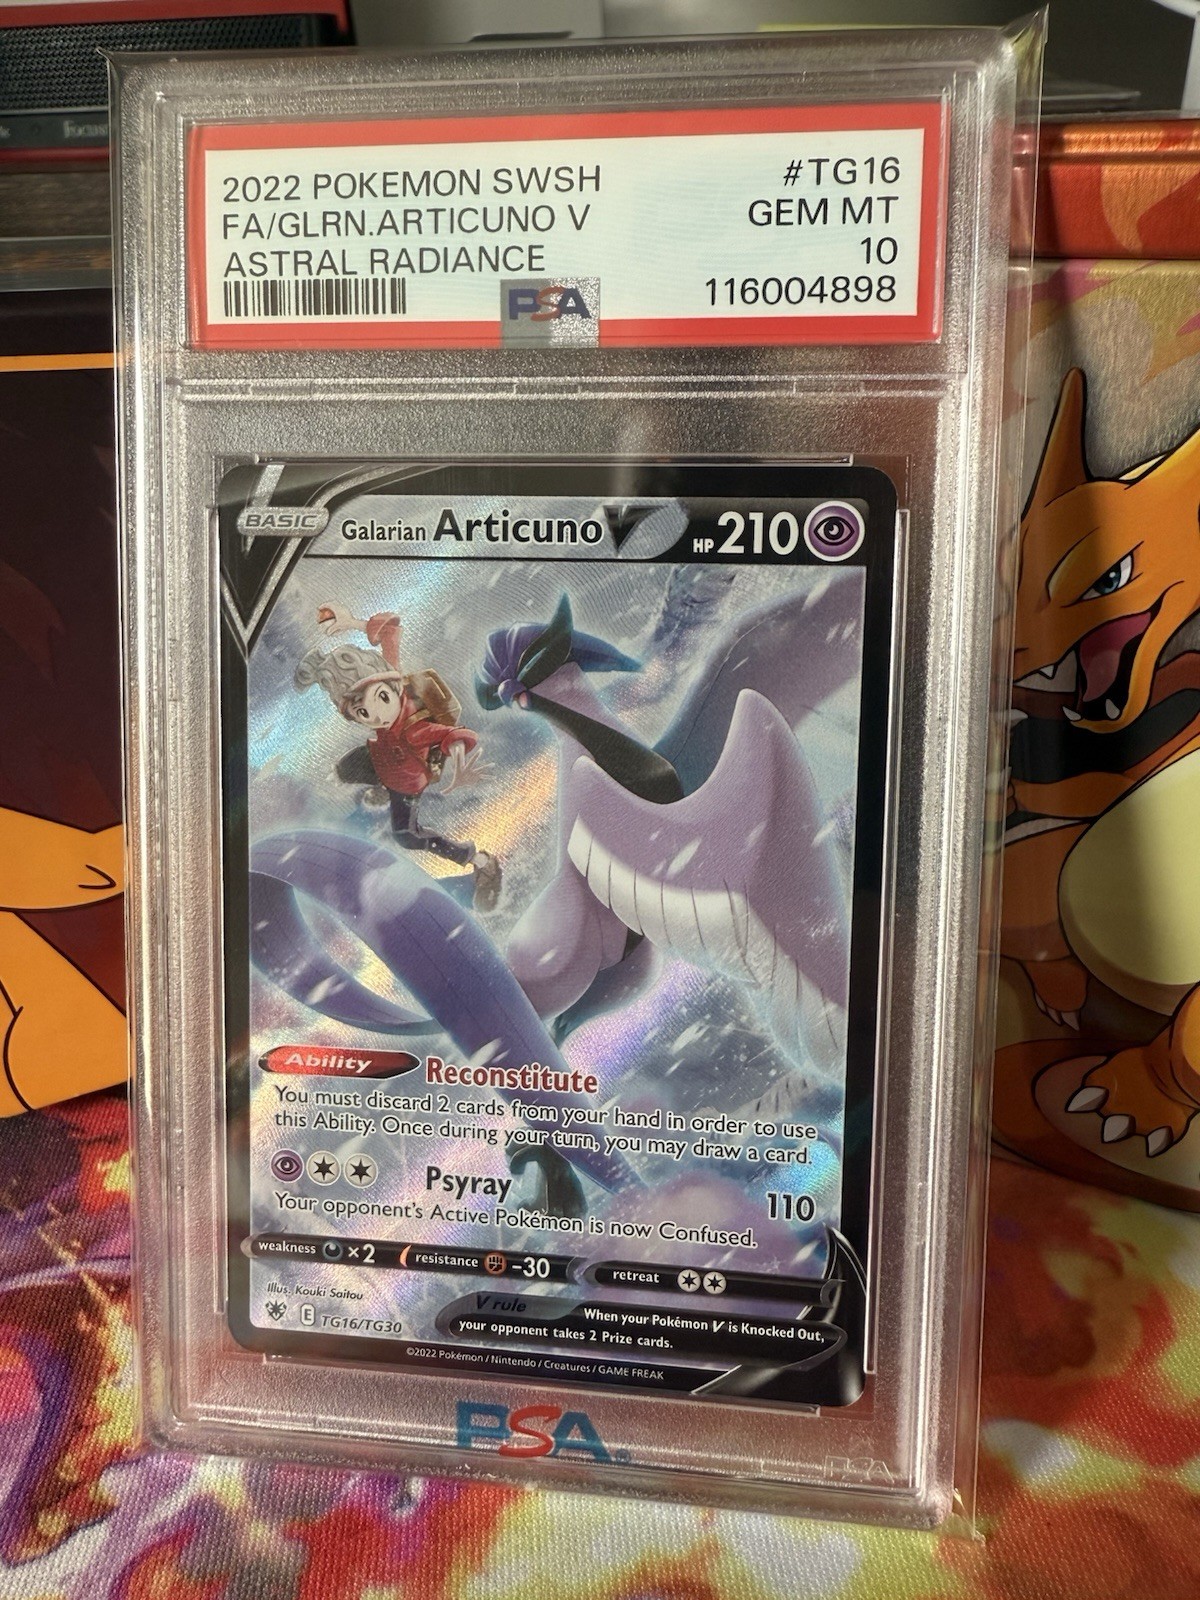 2022 POKEMON SWSH #TG16
FA/GLRN.ARTICUNO V GEM MT
ASTRAL RADIANCE 10
PSA 116004898
BASIC Galarian Articuno V HP 210
Ability Reconstitute
You must discard 2 cards from your hand in order to use
this Ability. Once during your turn, you may draw a card.
Psyray 110
Your opponent's Active Pokémon is now Confused.
weakness ×2 resistance -30 retreat
Illus. Kouki Saitou
V rule When your Pokémon V is Knocked Out,
E TG16/TG30 your opponent takes 2 Prize cards.
©2022 Pokémon / Nintendo / Creatures / GAME FREAK
PSA
PSA